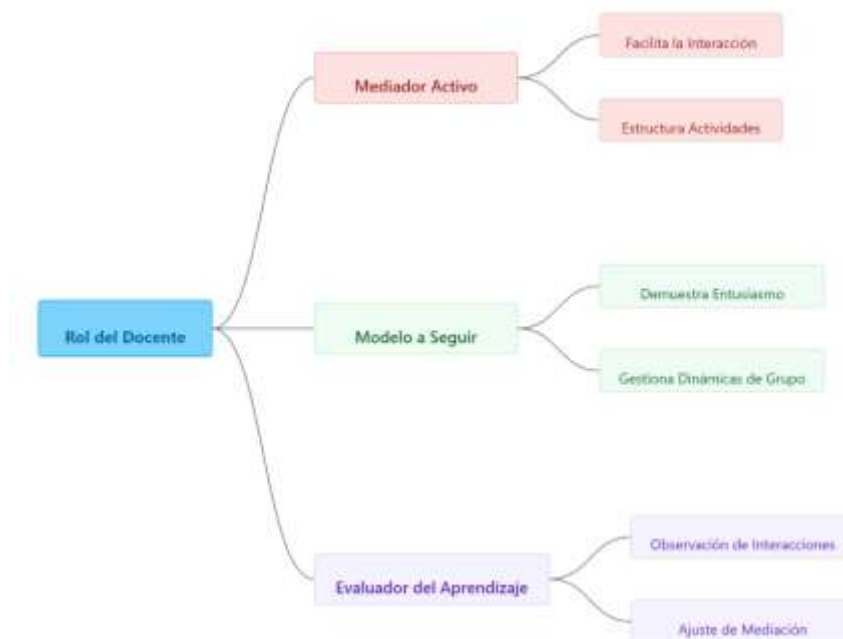 Rol del Docente
Mediador Activo
Facilita la Interacción
Estructura Actividades
Modelo a Seguir
Demuestra Entusiasmo
Gestiona Dinámicas de Grupo
Evaluador del Aprendizaje
Observación de Interacciones
Ajuste de Mediación